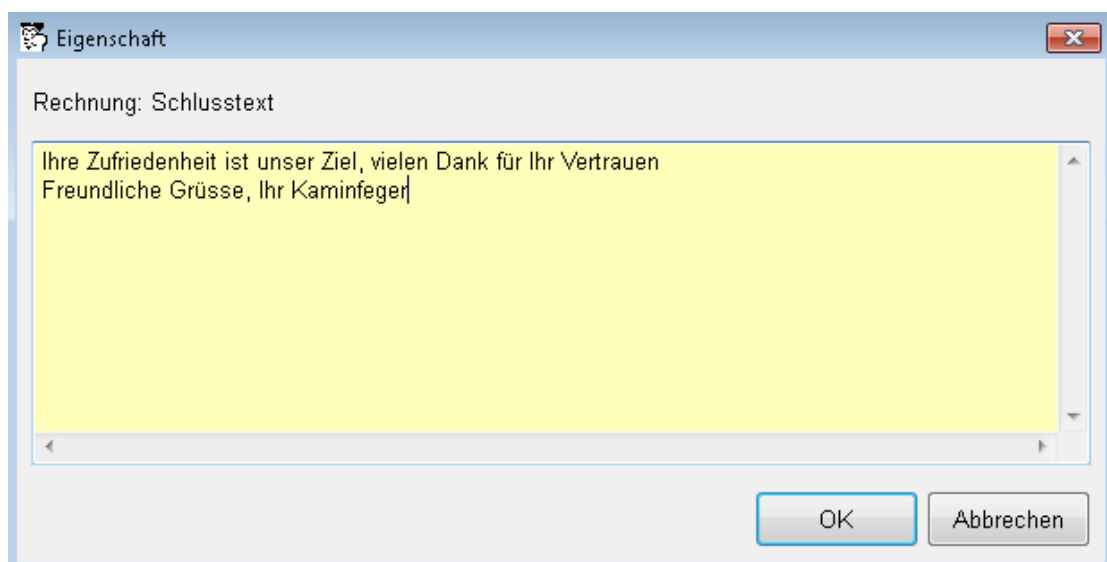 Eigenschaft
Rechnung: Schlusstext
Ihre Zufriedenheit ist unser Ziel, vielen Dank für Ihr Vertrauen
Freundliche Grüsse, Ihr Kaminfeger
OK
Abbrechen